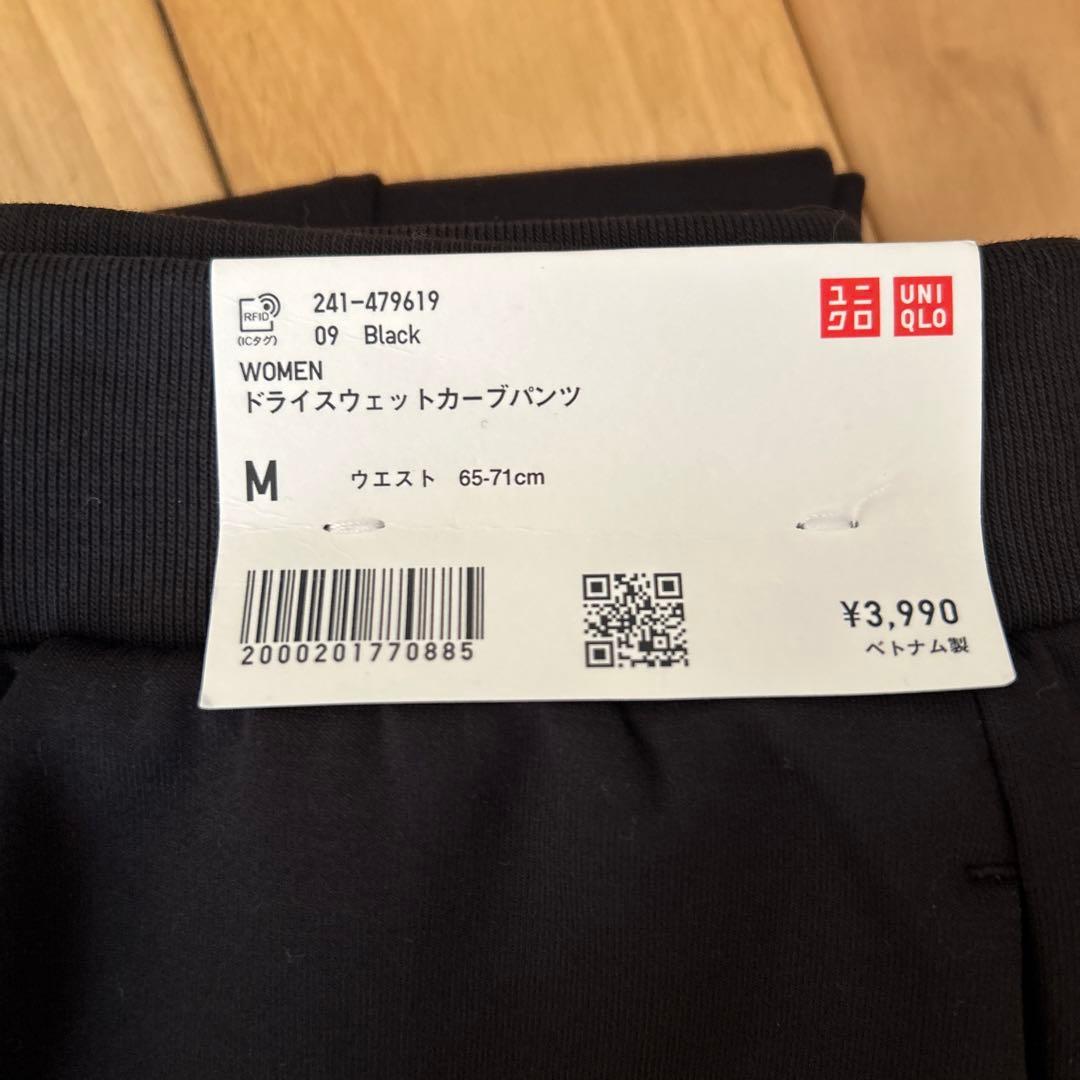 RFID
(ICタグ)
241-479619
09 Black
ユニクロ
UNIQLO
WOMEN
ドライスウェットカーブパンツ
M ウエスト 65-71cm
2000201770885
¥3,990
ベトナム製